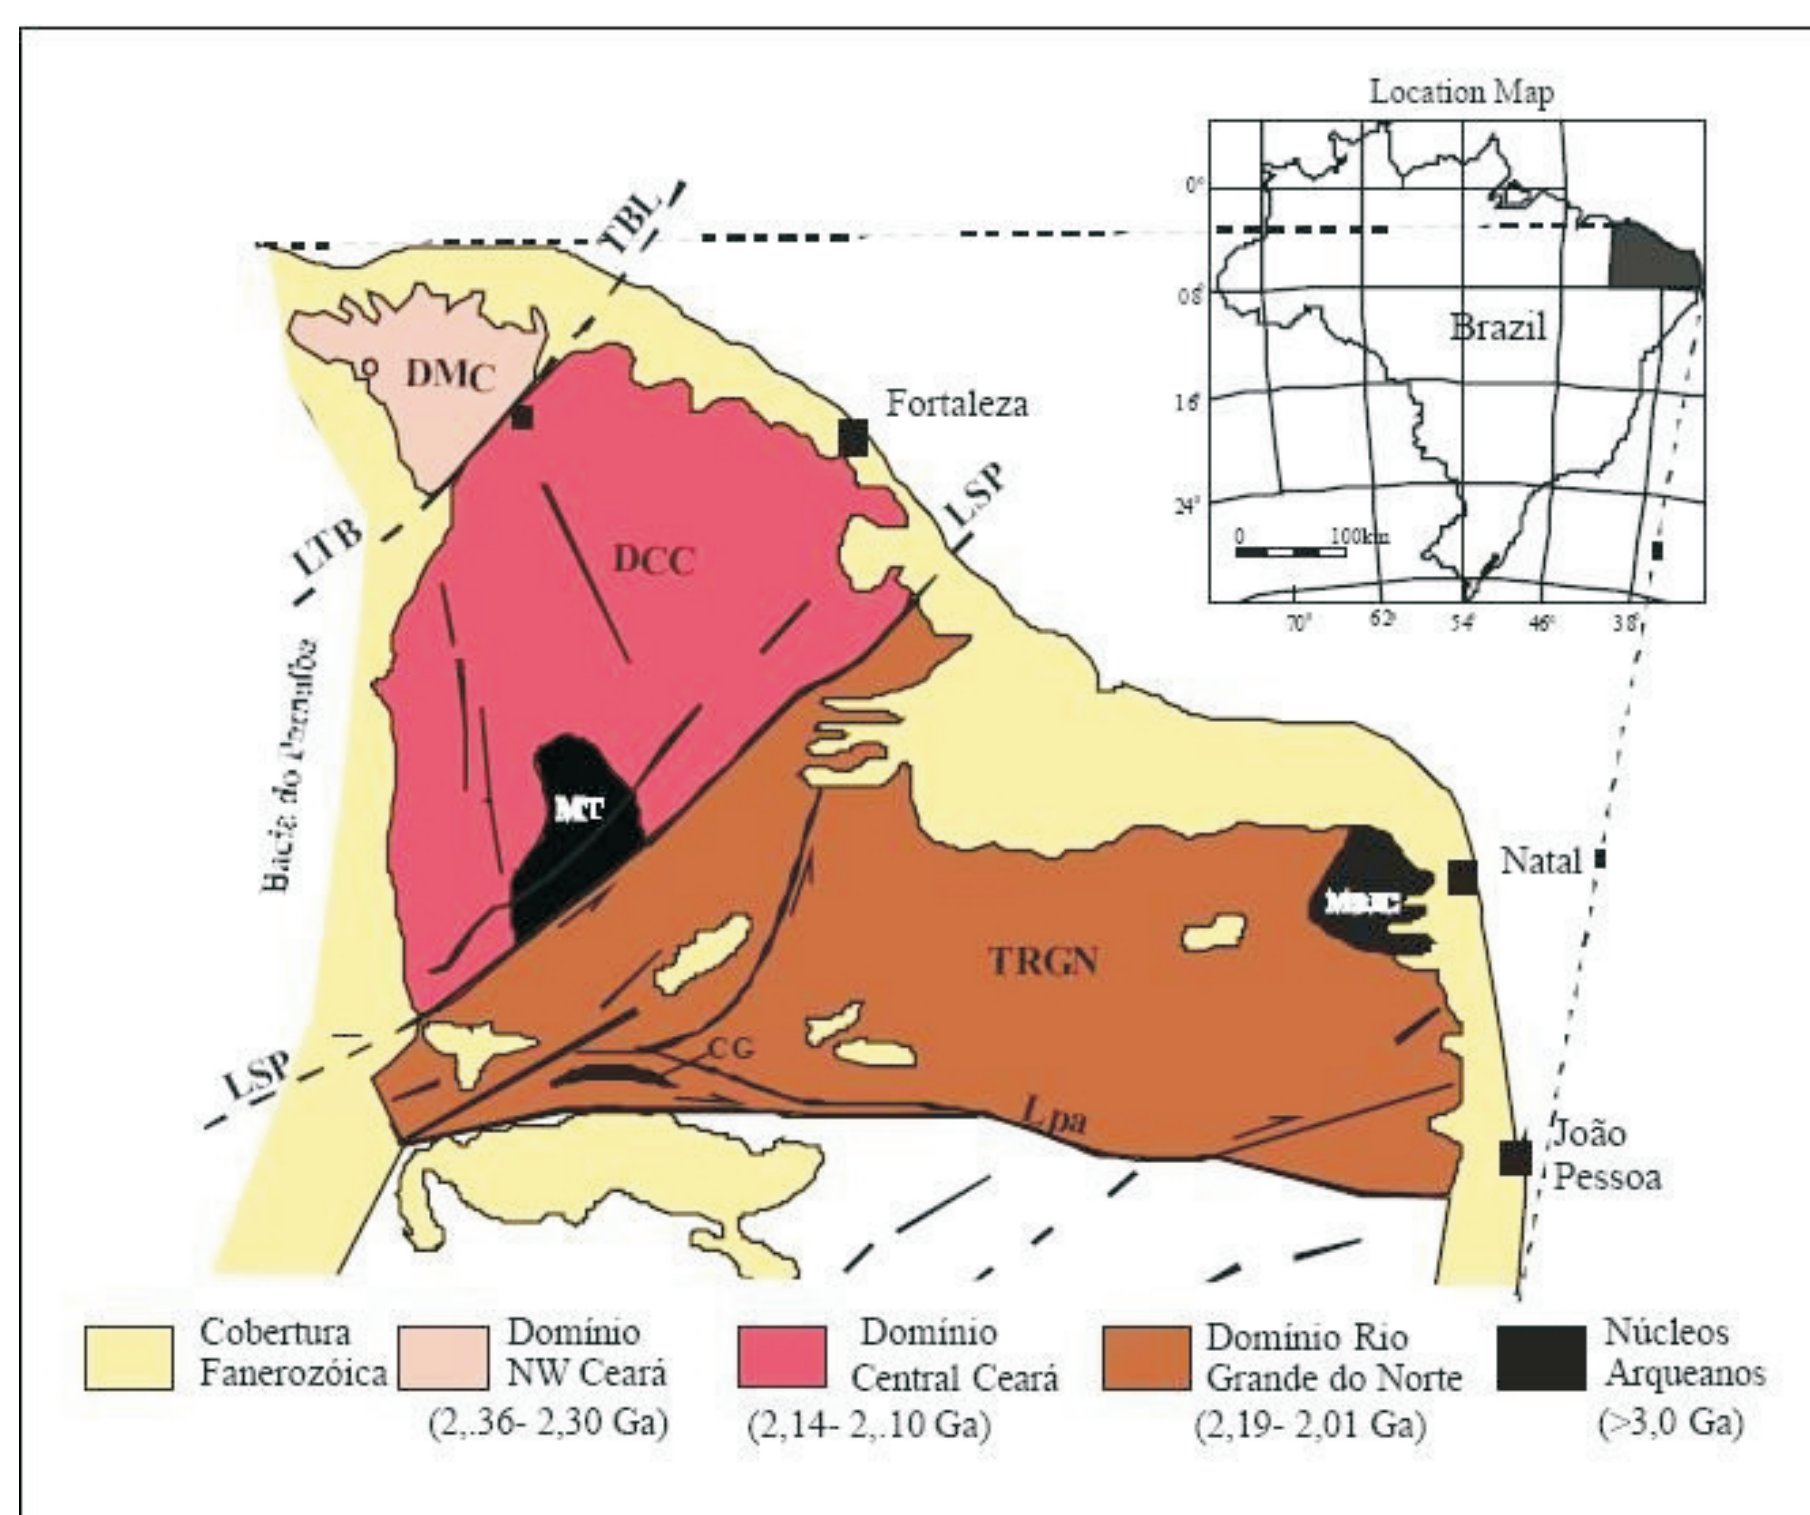 Location Map
0°
08°
16°
24°
Brazil
0 100km
70° 62° 54° 46° 38°
TBL
DMC
Fortaleza
LSP
LTB
DCC
Bacia do Parnaíba
MT
Natal
TRGN
CG
LSP
Lpa
João
Pessoa
Cobertura
Fanerozóica
Domínio
NW Ceará
(2,.36- 2,30 Ga)
Domínio
Central Ceará
(2,14- 2,.10 Ga)
Domínio Rio
Grande do Norte
(2,19- 2,01 Ga)
Núcleos
Arqueanos
(>3,0 Ga)